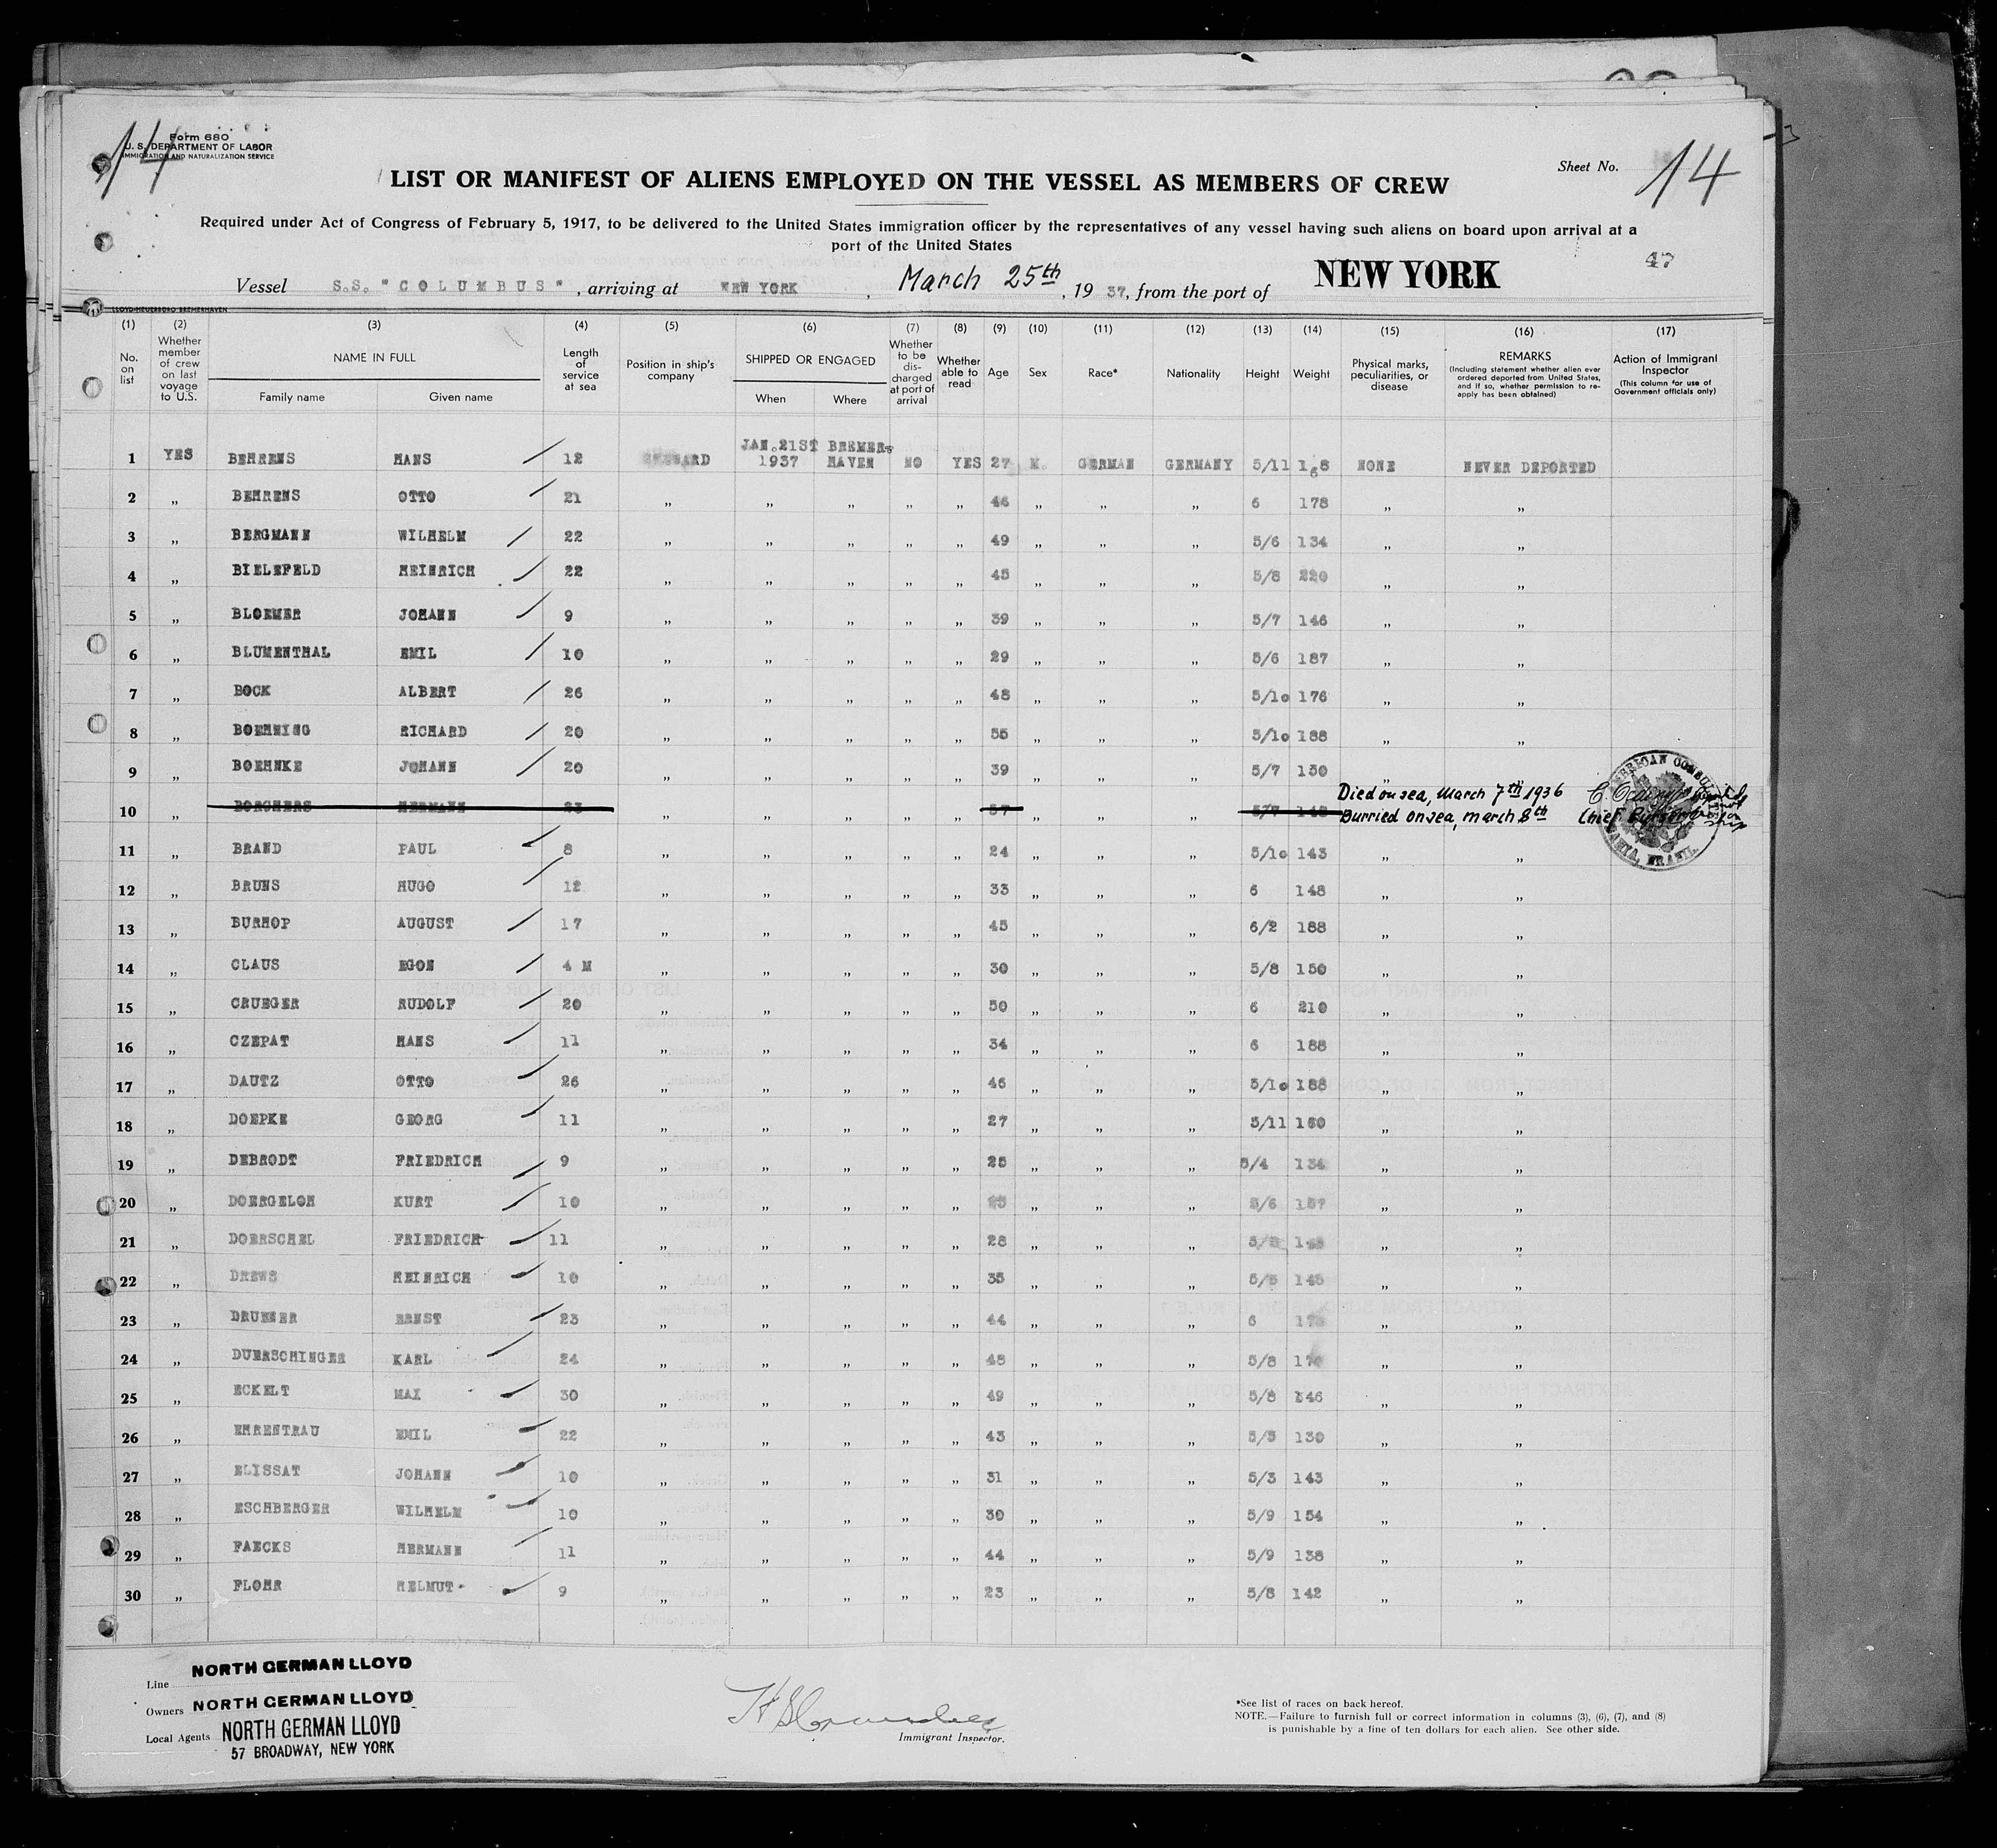 14
Form 680
U. S. DEPARTMENT OF LABOR
IMMIGRATION AND NATURALIZATION SERVICE
Sheet No. 14
LIST OR MANIFEST OF ALIENS EMPLOYED ON THE VESSEL AS MEMBERS OF CREW
Required under Act of Congress of February 5, 1917, to be delivered to the United States immigration officer by the representatives of any vessel having such aliens on board upon arrival at a
port of the United States
47
Vessel S.S. "COLUMBUS", arriving at NEW YORK, March 25th, 19 37, from the port of NEW YORK
LLOYD-HEUERBÜRO BREMERHAVEN
(1) (2) (3) (4) (5) (6) (7) (8) (9) (10) (11) (12) (13) (14) (15) (16) (17)
No. on list
Whether member of crew on last voyage to U.S.
NAME IN FULL
Family name Given name
Length of service at sea
Position in ship's company
SHIPPED OR ENGAGED
When Where
Whether to be discharged at port of arrival
Whether able to read
Age
Sex
Race*
Nationality
Height
Weight
Physical marks, peculiarities, or disease
REMARKS
(Including statement whether alien ever ordered deported from United States, and if so, whether permission to reapply has been obtained)
Action of Immigrant Inspector
(This column for use of Government officials only)
1 YES BEHRENS HANS 12 JAN.21ST 1937 BREMERHAVEN NO YES 27 M. GERMAN GERMANY 5/11 NONE NEVER DEPORTED
2 „ BEHRENS OTTO 21 „ „ „ „ „ 46 „ „ „ 6 178 „ „
3 „ BERGMANN WILHELM 22 „ „ „ „ „ 49 „ „ „ 5/6 134 „ „
4 „ BIELEFELD HEINRICH 22 „ „ „ „ „ 45 „ „ „ 5/8 220 „ „
5 „ BLOEMER JOHANN 9 „ „ „ „ „ 39 „ „ „ 5/7 146 „ „
6 „ BLUMENTHAL EMIL 10 „ „ „ „ „ 29 „ „ „ 5/6 187 „ „
7 „ BOCK ALBERT 26 „ „ „ „ „ 48 „ „ „ 5/10 176 „ „
8 „ BOEHNING RICHARD 20 „ „ „ „ „ 55 „ „ „ 5/10 188 „ „
9 „ BOEHNKE JOHANN 20 „ „ „ „ „ 39 „ „ „ 5/7 150 „
10 „ BORCHERS HERMANN 23 „ „ „ „ „ 57 „ „ „ 5/7 148 Died on sea, March 7th 1936
Burried on sea, march 8th Chief
AMERICAN CONSUL
BAHIA, BRAZIL
11 „ BRAND PAUL 8 „ „ „ „ „ 24 „ „ „ 5/10 143 „ „
12 „ BRUNS HUGO 12 „ „ „ „ „ 33 „ „ „ 6 148 „ „
13 „ BURHOP AUGUST 17 „ „ „ „ „ 45 „ „ „ 6/2 188 „ „
14 „ CLAUS EGON 4 M „ „ „ „ „ 30 „ „ „ 5/8 150 „ „
15 „ CRUEGER RUDOLF 20 „ „ „ „ „ 50 „ „ „ 6 210 „ „
16 „ CZEPAT HANS 11 „ „ „ „ „ 34 „ „ „ 6 188 „ „
17 „ DAUTZ OTTO 26 „ „ „ „ „ 46 „ „ „ 5/10 188 „ „
18 „ DOEPKE GEORG 11 „ „ „ „ „ 27 „ „ „ 5/11 160 „ „
19 „ DEBRODT FRIEDRICH 9 „ „ „ „ „ 25 „ „ „ 5/4 134 „ „
20 „ DOERGELOH KURT 10 „ „ „ „ „ „ „ „ 5/6 157 „ „
21 „ DOERSCHEL FRIEDRICH 11 „ „ „ „ „ 28 „ „ „ „ „
22 „ DREWS HEINRICH 10 „ „ „ „ „ 35 „ „ „ 5/5 145 „ „
23 „ DRUENER ERNST 23 „ „ „ „ „ 44 „ „ „ 6 „ „
24 „ DUERSCHINGER KARL 24 „ „ „ „ „ 48 „ „ „ 5/8 „ „
25 „ ECKELT MAX 30 „ „ „ „ „ 49 „ „ „ 5/8 146 „ „
26 „ EHRENTRAU EMIL 22 „ „ „ „ „ 43 „ „ „ 5/5 130 „ „
27 „ ELISSAT JOHANN 10 „ „ „ „ „ 31 „ „ „ 5/3 143 „ „
28 „ ESCHBERGER WILHELM 10 „ „ „ „ „ 30 „ „ „ 5/9 154 „ „
29 „ FAECKS HERMANN 11 „ „ „ „ „ 44 „ „ „ 5/9 138 „ „
30 „ FLOHR HELMUT 9 „ „ „ „ „ 23 „ „ „ 5/8 142 „ „
Line NORTH GERMAN LLOYD
Owners NORTH GERMAN LLOYD
Local Agents NORTH GERMAN LLOYD
57 BROADWAY, NEW YORK
Immigrant Inspector.
*See list of races on back hereof.
NOTE.—Failure to furnish full or correct information in columns (3), (6), (7), and (8)
is punishable by a fine of ten dollars for each alien. See other side.